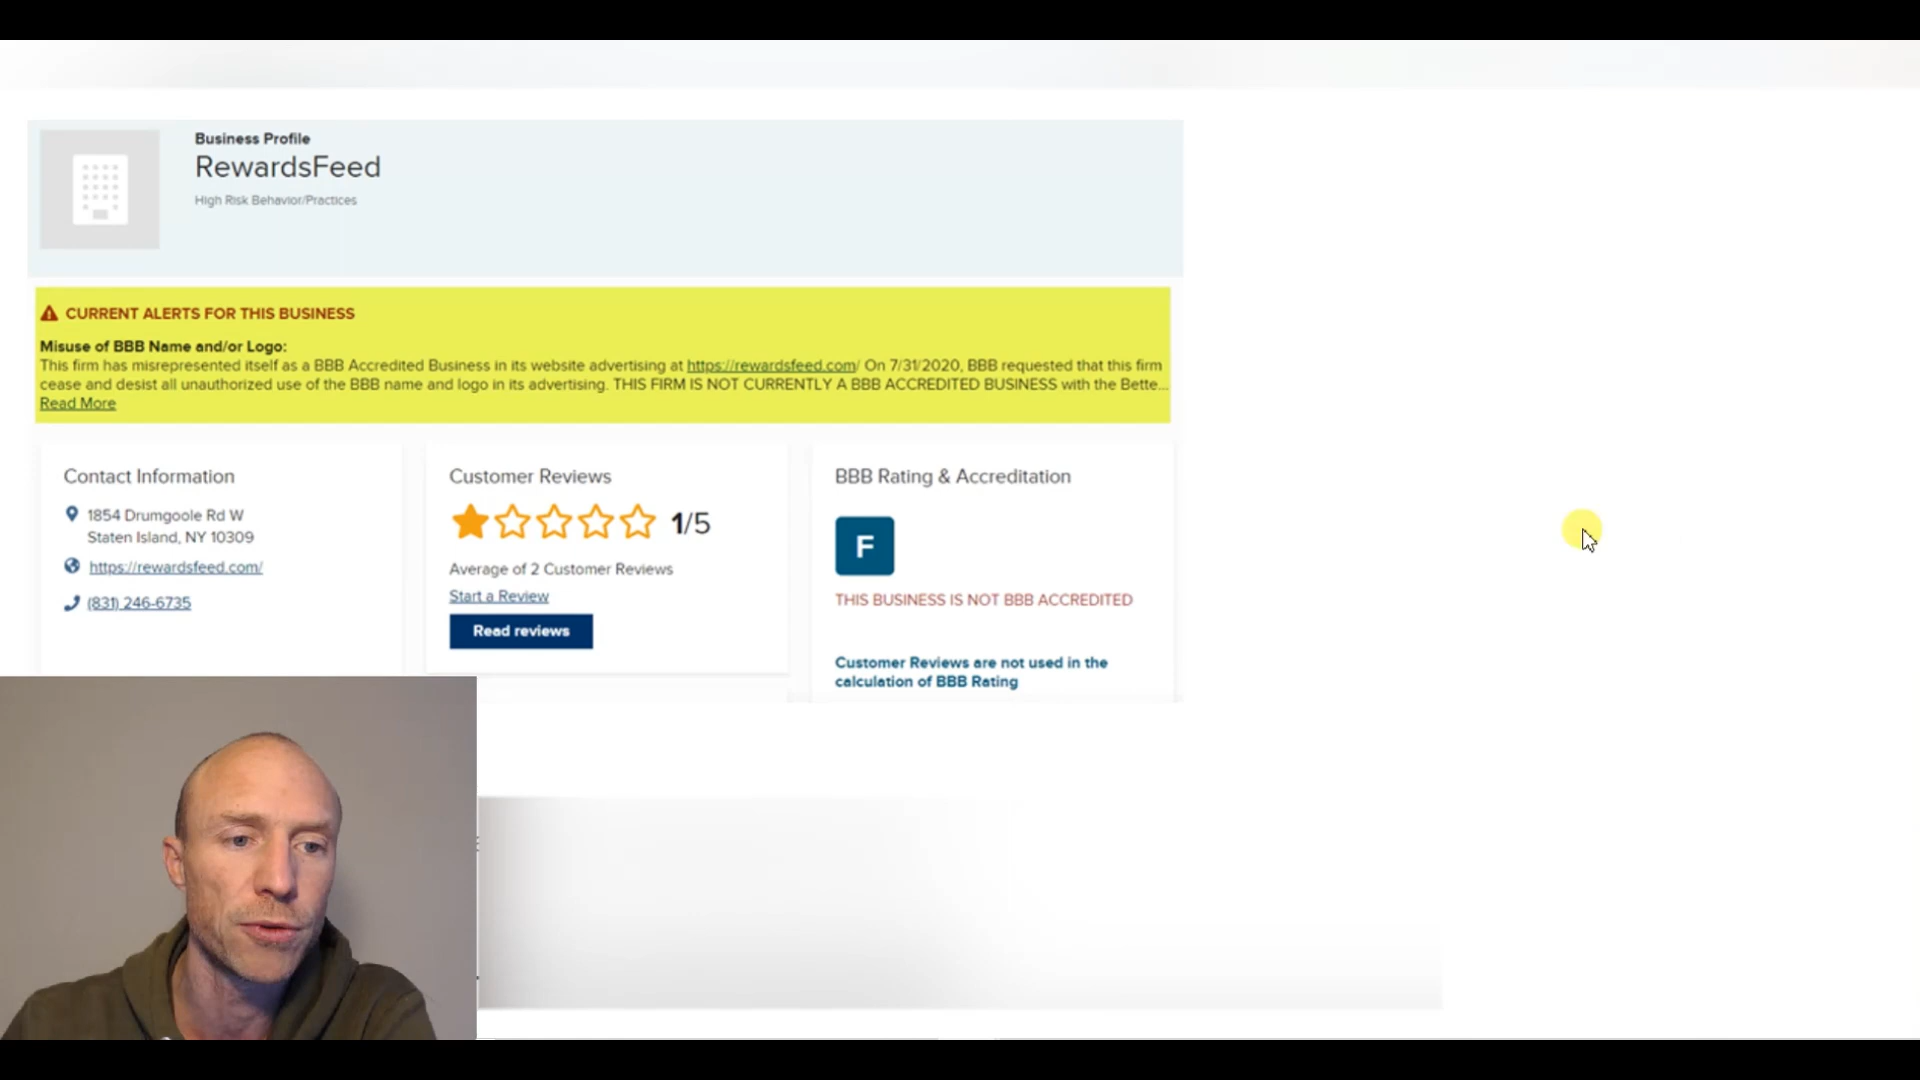 Business Profile
RewardsFeed
High Risk Behavior/Practices
CURRENT ALERTS FOR THIS BUSINESS
Misuse of BBB Name and/or Logo:
This firm has misrepresented itself as a BBB Accredited Business in its website advertising at https://rewardsfeed.com/ On 7/31/2020, BBB requested that this firm
cease and desist all unauthorized use of the BBB name and logo in its advertising. THIS FIRM IS NOT CURRENTLY A BBB ACCREDITED BUSINESS with the Bette...
Read More
Contact Information
1854 Drumgoole Rd W
Staten Island, NY 10309
https://rewardsfeed.com/
(831) 246-6735
Customer Reviews
1/5
Average of 2 Customer Reviews
Start a Review
Read reviews
BBB Rating & Accreditation
F
THIS BUSINESS IS NOT BBB ACCREDITED
Customer Reviews are not used in the
calculation of BBB Rating